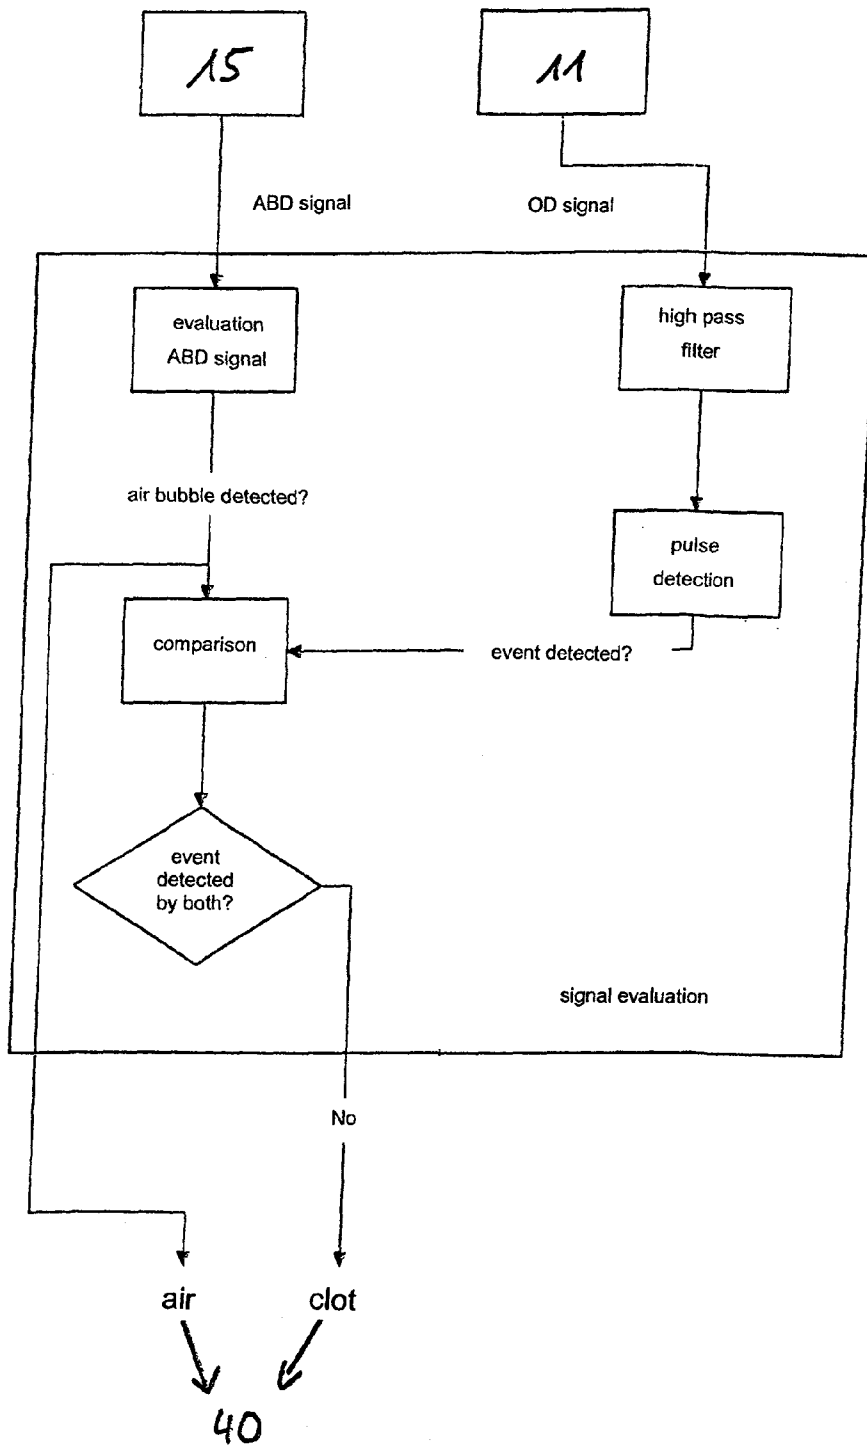 15
11
ABD signal
OD signal
evaluation
ABD signal
high pass
filter
air bubble detected?
pulse
detection
comparison
event detected?
event
detected
by both?
signal evaluation
No
air
clot
40